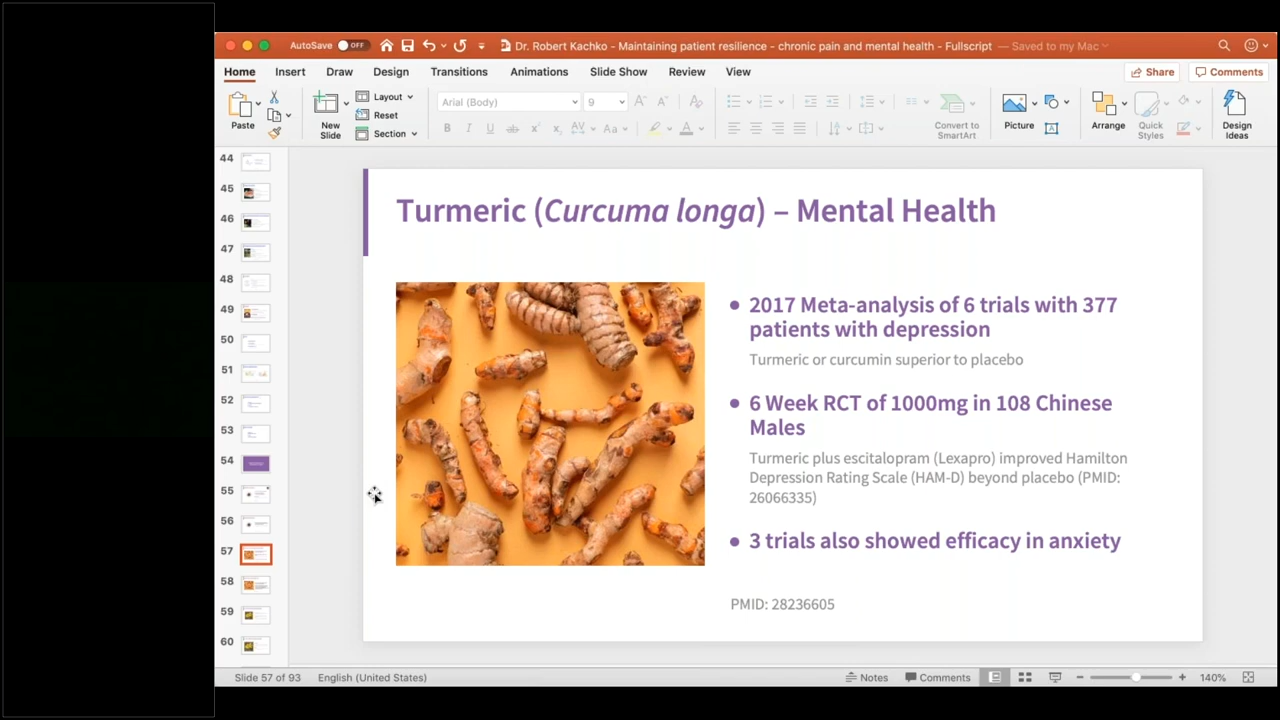 AutoSave OFF Dr. Robert Kachko - Maintaining patient resilience - chronic pain and mental health - Fullscript — Saved to my Mac
Home Insert Draw Design Transitions Animations Slide Show Review View Share Comments
Paste
New Slide
Layout
Reset
Section
Arial (Body) 9
B I U ab x² x₂ AV Aa A
Convert to SmartArt
Picture
Arrange
Quick Styles
Design Ideas
44
45
46
47
48
49
50
51
52
53
54
55
56
57
58
59
60
Turmeric (Curcuma longa) – Mental Health
• 2017 Meta-analysis of 6 trials with 377
patients with depression
Turmeric or curcumin superior to placebo
• 6 Week RCT of 1000mg in 108 Chinese
Males
Turmeric plus escitalopram (Lexapro) improved Hamilton
Depression Rating Scale (HAM-D) beyond placebo (PMID:
26066335)
• 3 trials also showed efficacy in anxiety
PMID: 28236605
Slide 57 of 93 English (United States) Notes Comments 140%